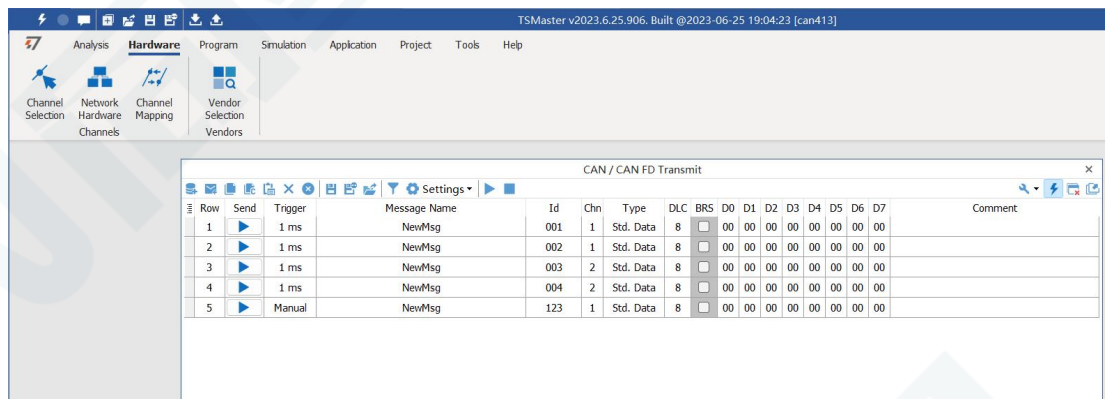 TSMaster v2023.6.25.906. Built @2023-06-25 19:04:23 [can413]
Analysis Hardware Program Simulation Application Project Tools Help
Channel Selection Network Hardware Channel Mapping Vendor Selection
Channels Vendors
CAN / CAN FD Transmit
Settings
Row Send Trigger Message Name Id Chn Type DLC BRS D0 D1 D2 D3 D4 D5 D6 D7 Comment
1 1 ms NewMsg 001 1 Std. Data 8 00 00 00 00 00 00 00 00
2 1 ms NewMsg 002 1 Std. Data 8 00 00 00 00 00 00 00 00
3 1 ms NewMsg 003 2 Std. Data 8 00 00 00 00 00 00 00 00
4 1 ms NewMsg 004 2 Std. Data 8 00 00 00 00 00 00 00 00
5 Manual NewMsg 123 1 Std. Data 8 00 00 00 00 00 00 00 00